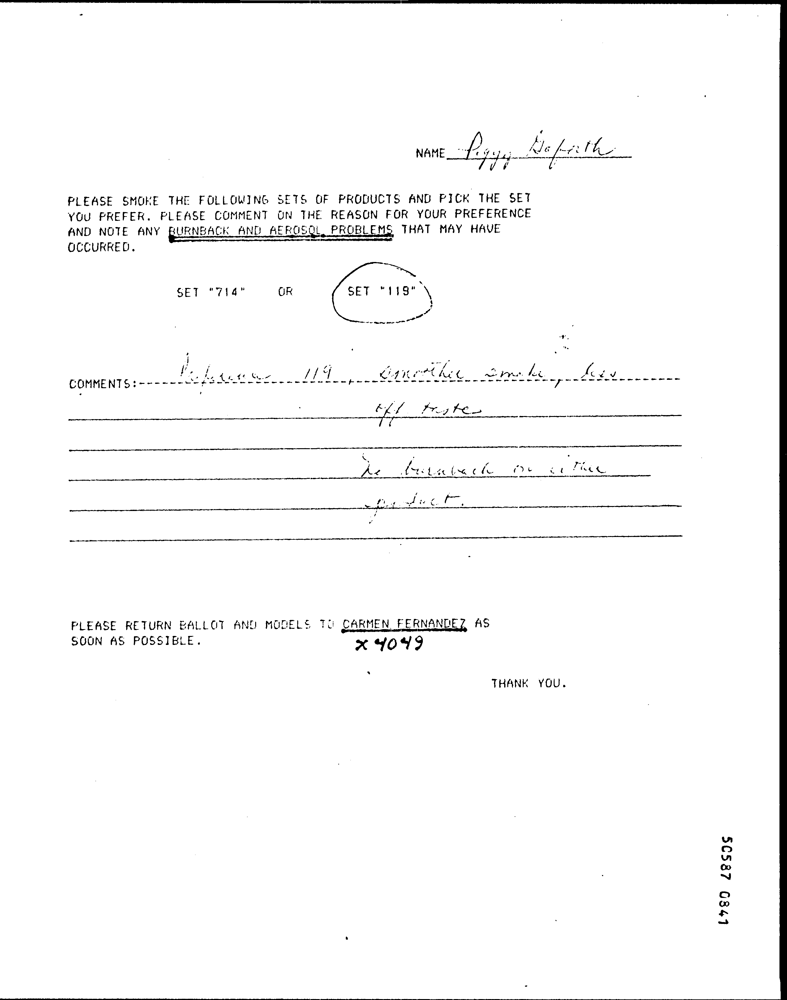 NAME Peggy Goforth
PLEASE SMOKE THE FOLLOWING SETS OF PRODUCTS AND PICK THE SET
YOU PREFER. PLEASE COMMENT ON THE REASON FOR YOUR PREFERENCE
AND NOTE ANY BURNBACK AND AEROSOL PROBLEMS THAT MAY HAVE
OCCURRED.
SET "714" OR SET "119"
COMMENTS: 119, smoother smoke, less
off taste
No burnback on either
product.
PLEASE RETURN BALLOT AND MODELS TO CARMEN FERNANDEZ AS
SOON AS POSSIBLE.
x 4049
THANK YOU.
50587 0841